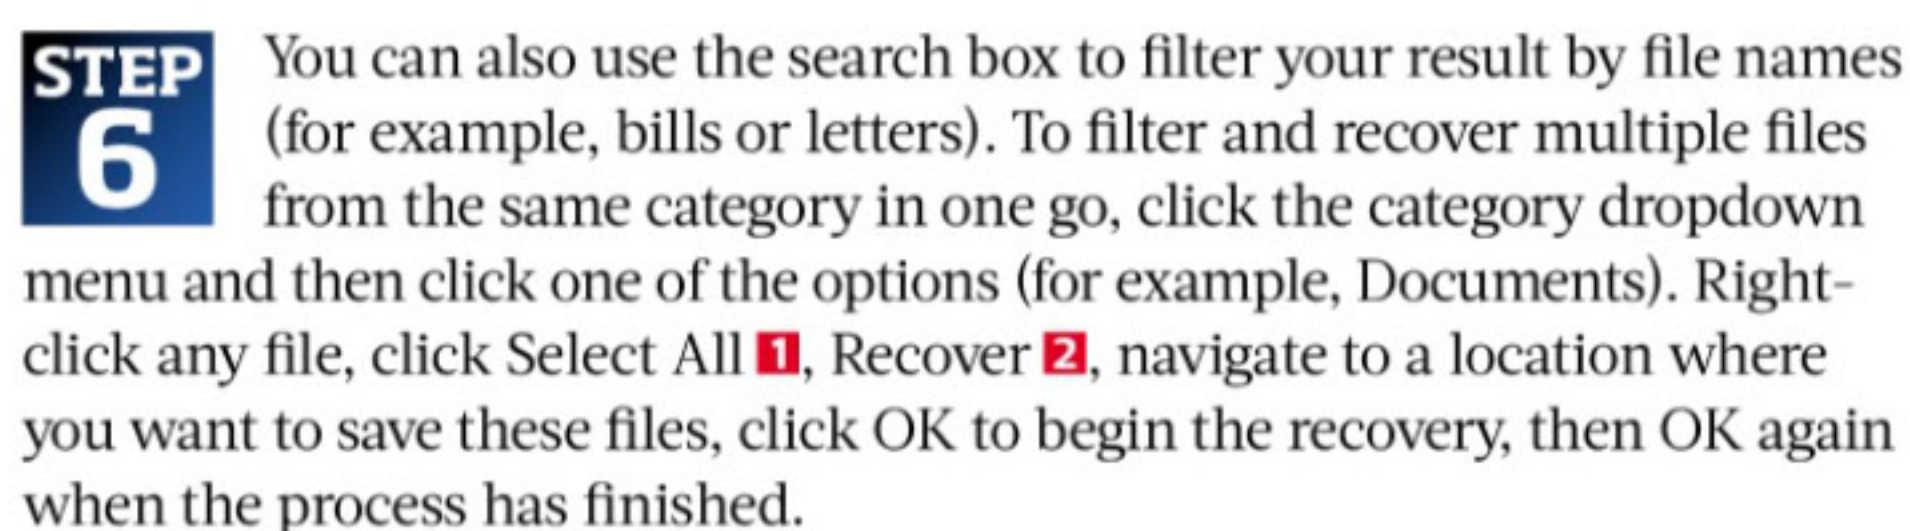 STEP
6
You can also use the search box to filter your result by file names
(for example, bills or letters). To filter and recover multiple files
from the same category in one go, click the category dropdown
menu and then click one of the options (for example, Documents). Right-
click any file, click Select All 1, Recover 2, navigate to a location where
you want to save these files, click OK to begin the recovery, then OK again
when the process has finished.